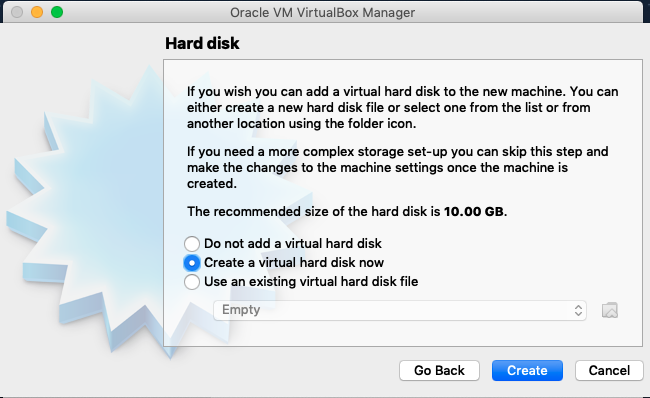 Oracle VM VirtualBox Manager
Hard disk
If you wish you can add a virtual hard disk to the new machine. You can
either create a new hard disk file or select one from the list or from
another location using the folder icon.
If you need a more complex storage set-up you can skip this step and
make the changes to the machine settings once the machine is
created.
The recommended size of the hard disk is 10.00 GB.
Do not add a virtual hard disk
Create a virtual hard disk now
Use an existing virtual hard disk file
Empty
Go Back Create Cancel